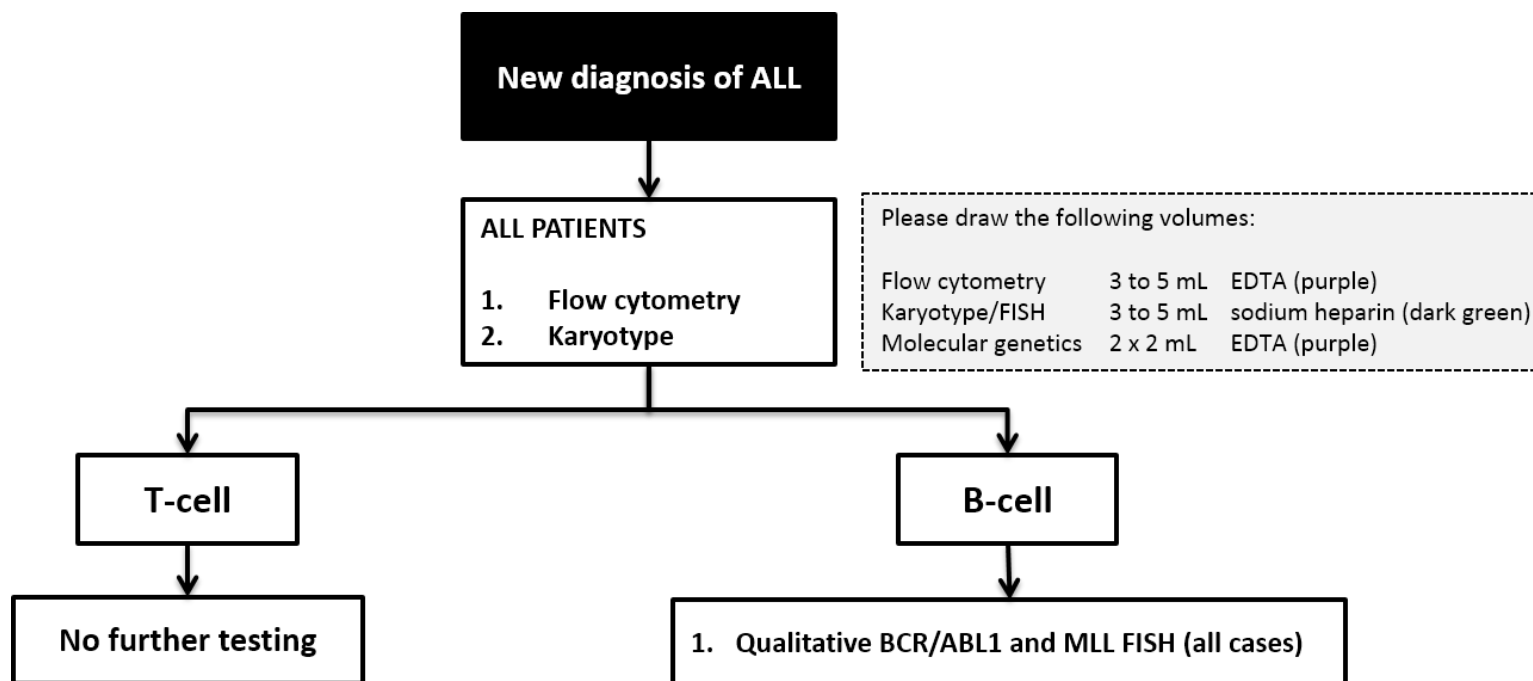 New diagnosis of ALL
ALL PATIENTS
1. Flow cytometry
2. Karyotype
Please draw the following volumes:
Flow cytometry 3 to 5 mL EDTA (purple)
Karyotype/FISH 3 to 5 mL sodium heparin (dark green)
Molecular genetics 2 x 2 mL EDTA (purple)
T-cell
B-cell
No further testing
1. Qualitative BCR/ABL1 and MLL FISH (all cases)